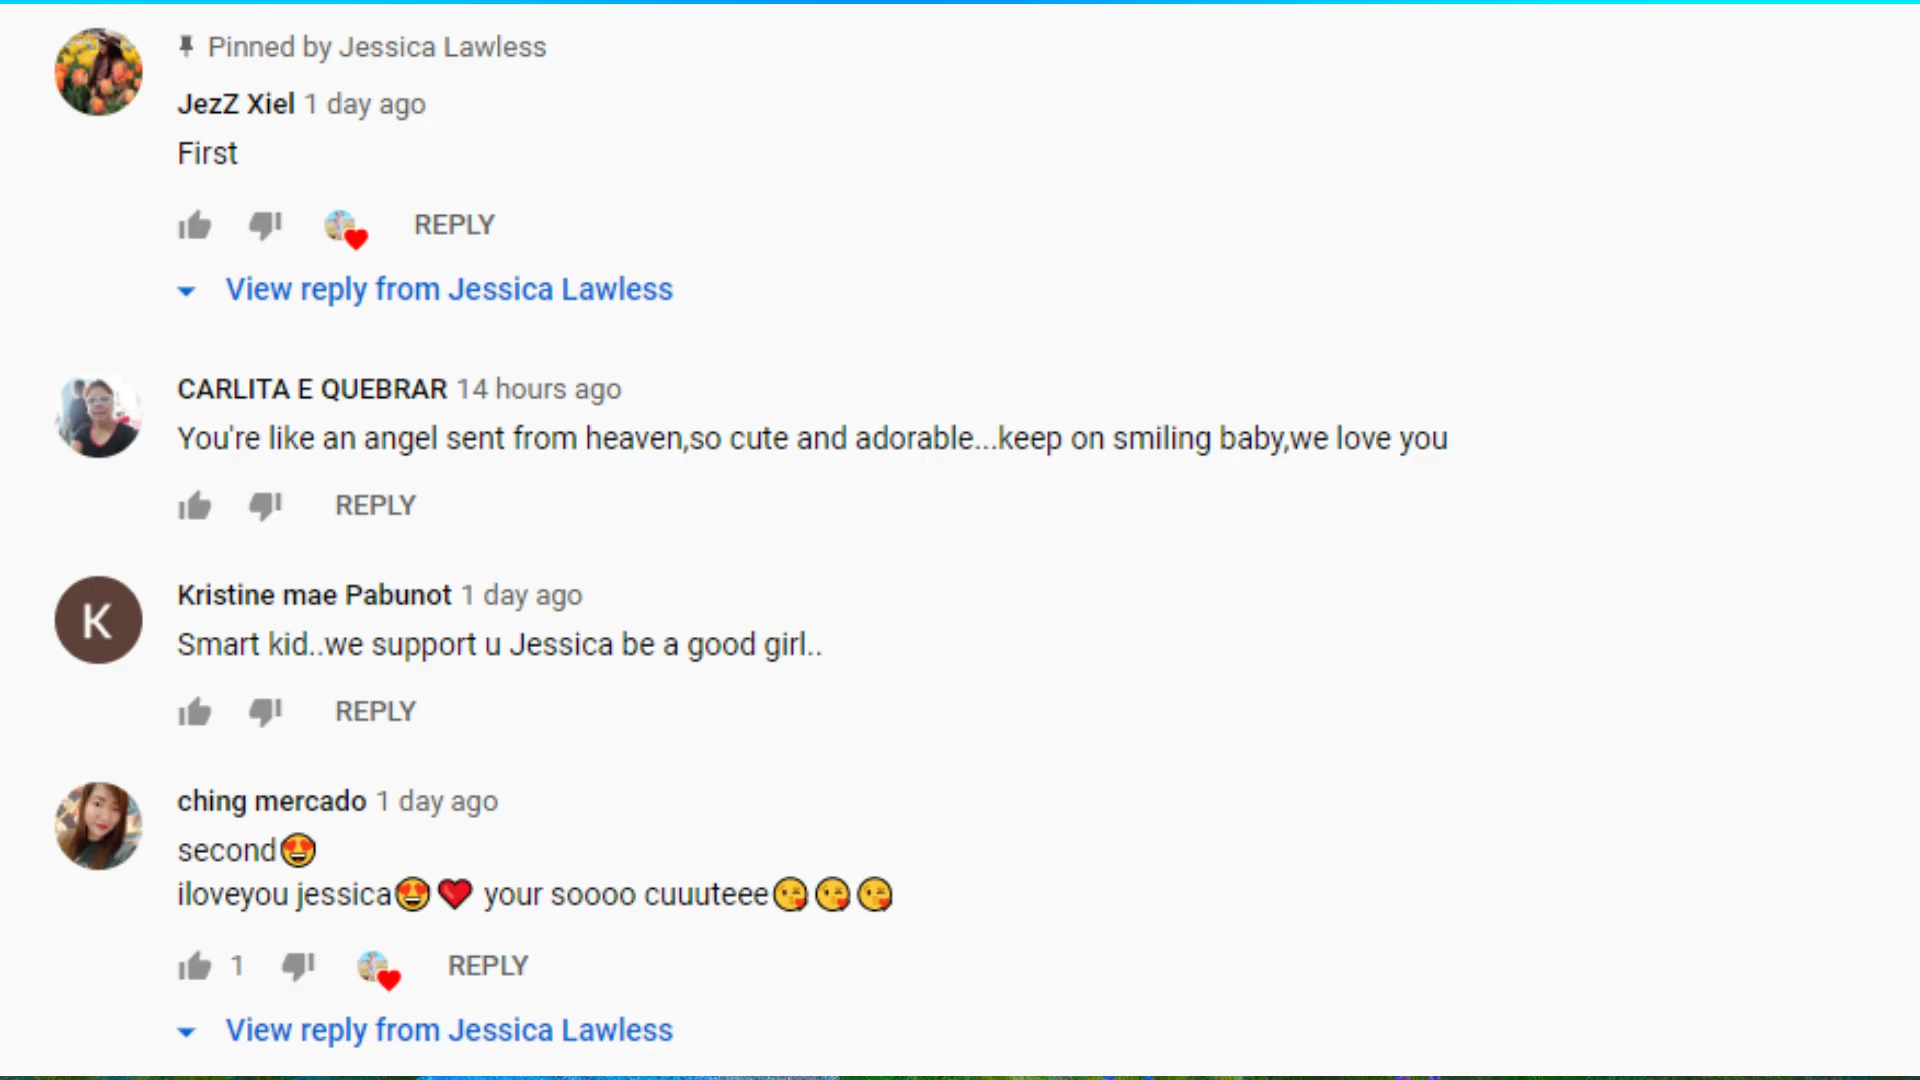 Pinned by Jessica Lawless
JezZ Xiel 1 day ago
First
REPLY
View reply from Jessica Lawless
CARLITA E QUEBRAR 14 hours ago
You're like an angel sent from heaven,so cute and adorable...keep on smiling baby,we love you
REPLY
K
Kristine mae Pabunot 1 day ago
Smart kid..we support u Jessica be a good girl..
REPLY
ching mercado 1 day ago
second😍
iloveyou jessica😍❤️ your soooo cuuuteee😘😘😘
1 REPLY
View reply from Jessica Lawless